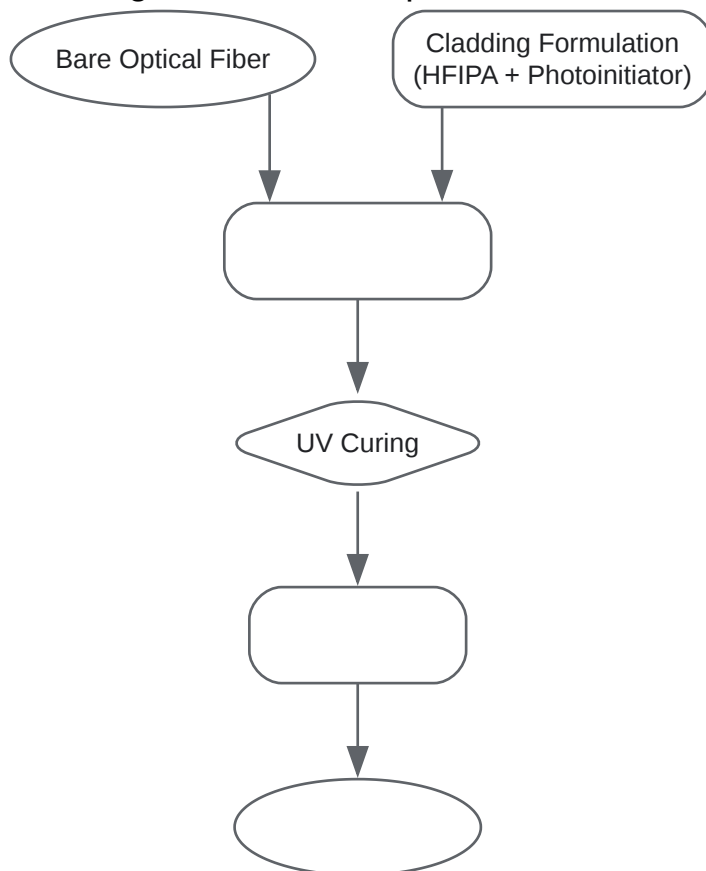 Bare Optical Fiber
Cladding Formulation
(HFIPA + Photoinitiator)
UV Curing